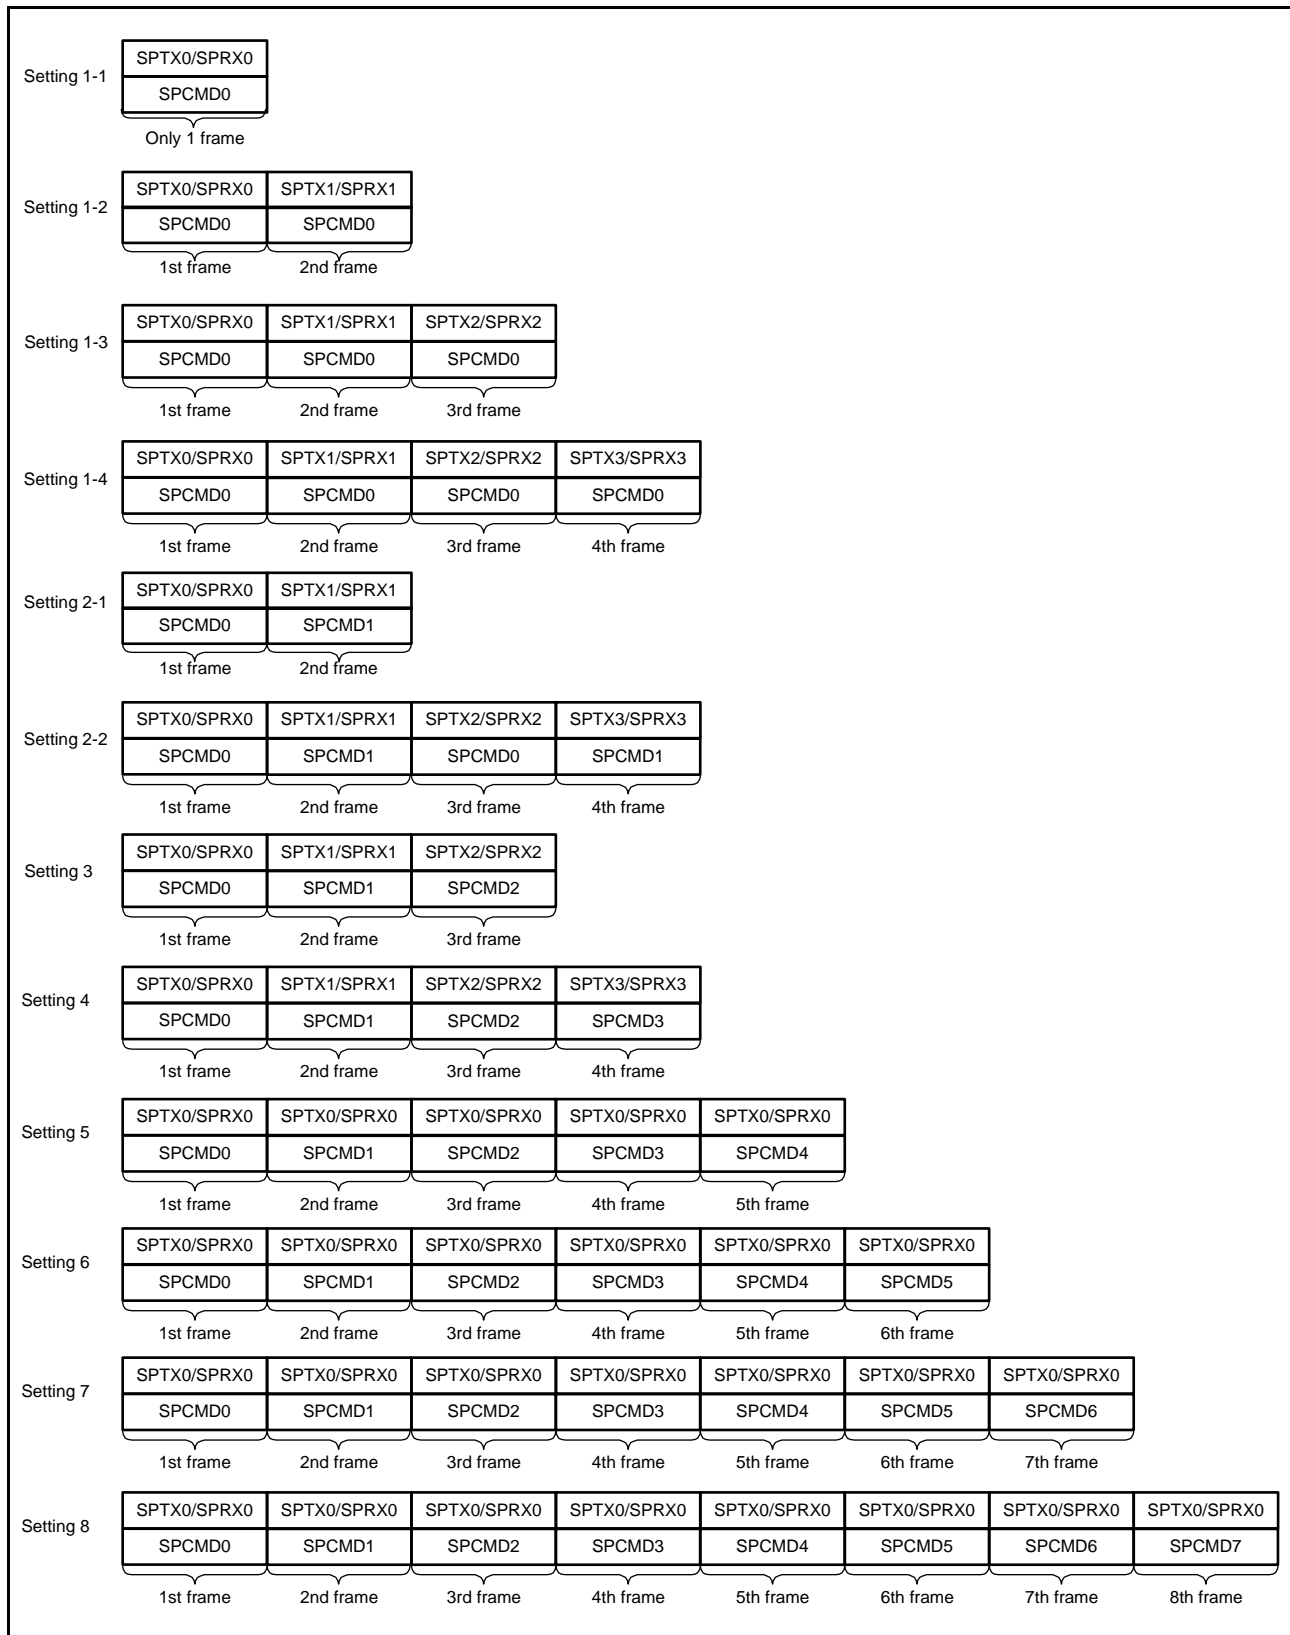 SPTX0/SPRX0
Setting 1-1
SPCMD0
Only 1 frame
SPTX0/SPRX0 SPTX1/SPRX1
Setting 1-2
SPCMD0 SPCMD0
1st frame 2nd frame
SPTX0/SPRX0 SPTX1/SPRX1 SPTX2/SPRX2
Setting 1-3
SPCMD0 SPCMD0 SPCMD0
1st frame 2nd frame 3rd frame
SPTX0/SPRX0 SPTX1/SPRX1 SPTX2/SPRX2 SPTX3/SPRX3
Setting 1-4
SPCMD0 SPCMD0 SPCMD0 SPCMD0
1st frame 2nd frame 3rd frame 4th frame
SPTX0/SPRX0 SPTX1/SPRX1
Setting 2-1
SPCMD0 SPCMD1
1st frame 2nd frame
SPTX0/SPRX0 SPTX1/SPRX1 SPTX2/SPRX2 SPTX3/SPRX3
Setting 2-2
SPCMD0 SPCMD1 SPCMD0 SPCMD1
1st frame 2nd frame 3rd frame 4th frame
SPTX0/SPRX0 SPTX1/SPRX1 SPTX2/SPRX2
Setting 3
SPCMD0 SPCMD1 SPCMD2
1st frame 2nd frame 3rd frame
SPTX0/SPRX0 SPTX1/SPRX1 SPTX2/SPRX2 SPTX3/SPRX3
Setting 4
SPCMD0 SPCMD1 SPCMD2 SPCMD3
1st frame 2nd frame 3rd frame 4th frame
SPTX0/SPRX0 SPTX0/SPRX0 SPTX0/SPRX0 SPTX0/SPRX0 SPTX0/SPRX0
Setting 5
SPCMD0 SPCMD1 SPCMD2 SPCMD3 SPCMD4
1st frame 2nd frame 3rd frame 4th frame 5th frame
SPTX0/SPRX0 SPTX0/SPRX0 SPTX0/SPRX0 SPTX0/SPRX0 SPTX0/SPRX0 SPTX0/SPRX0
Setting 6
SPCMD0 SPCMD1 SPCMD2 SPCMD3 SPCMD4 SPCMD5
1st frame 2nd frame 3rd frame 4th frame 5th frame 6th frame
SPTX0/SPRX0 SPTX0/SPRX0 SPTX0/SPRX0 SPTX0/SPRX0 SPTX0/SPRX0 SPTX0/SPRX0 SPTX0/SPRX0
Setting 7
SPCMD0 SPCMD1 SPCMD2 SPCMD3 SPCMD4 SPCMD5 SPCMD6
1st frame 2nd frame 3rd frame 4th frame 5th frame 6th frame 7th frame
SPTX0/SPRX0 SPTX0/SPRX0 SPTX0/SPRX0 SPTX0/SPRX0 SPTX0/SPRX0 SPTX0/SPRX0 SPTX0/SPRX0 SPTX0/SPRX0
Setting 8
SPCMD0 SPCMD1 SPCMD2 SPCMD3 SPCMD4 SPCMD5 SPCMD6 SPCMD7
1st frame 2nd frame 3rd frame 4th frame 5th frame 6th frame 7th frame 8th frame